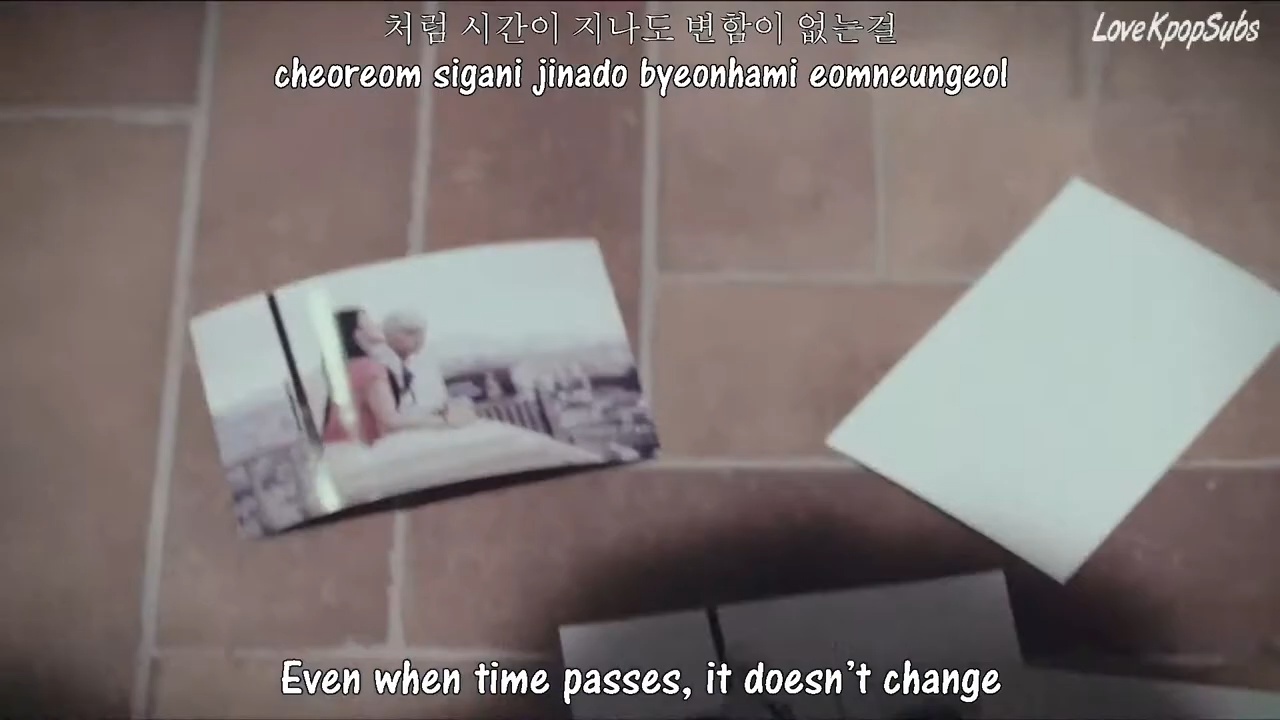 처럼 시간이 지나도 변함이 없는걸
LoveKpopSubs
cheoreom sigani jinado byeonhami eomneungeol
Even when time passes, it doesn't change